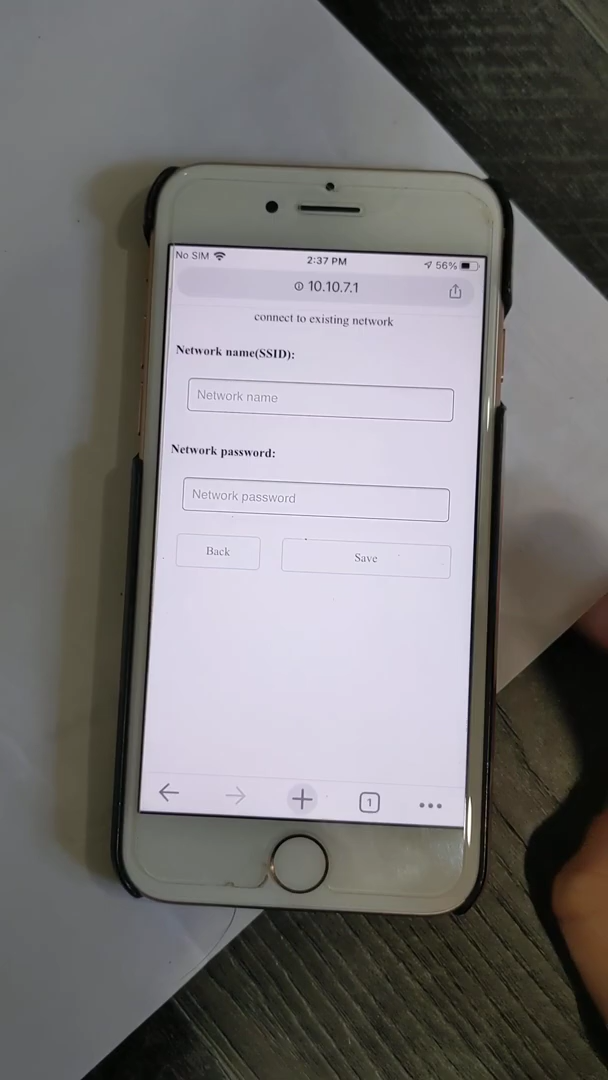 No SIM 2:37 PM 56%
10.10.7.1
connect to existing network
Network name(SSID):
Network name
Network password:
Network password
Back Save
1